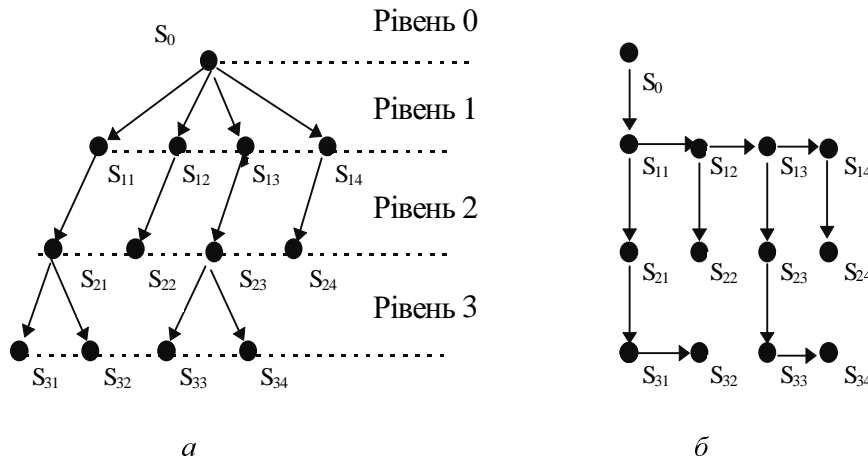 Рівень 0
S₀
S₀
Рівень 1
S₁₁ S₁₂ S₁₃ S₁₄
S₁₁ S₁₂ S₁₃ S₁₄
Рівень 2
S₂₁ S₂₂ S₂₃ S₂₄
S₂₁ S₂₂ S₂₃ S₂₄
Рівень 3
S₃₁ S₃₂ S₃₃ S₃₄
S₃₁ S₃₂ S₃₃ S₃₄
а
б